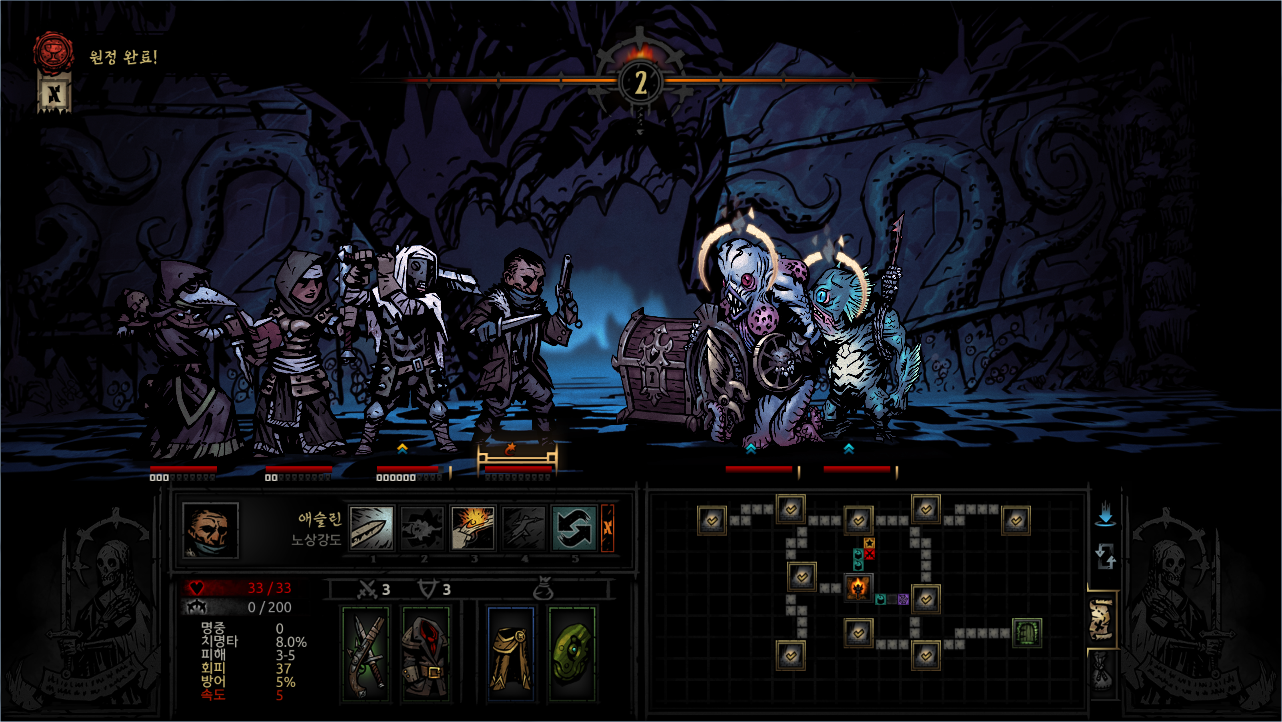 원정 완료!
2
애슬린
노상강도
1 2 3 4 5
33 / 33
0 / 200
3 3
명중 0
치명타 8.0%
피해 3-5
회피 37
방어 5%
속도 5